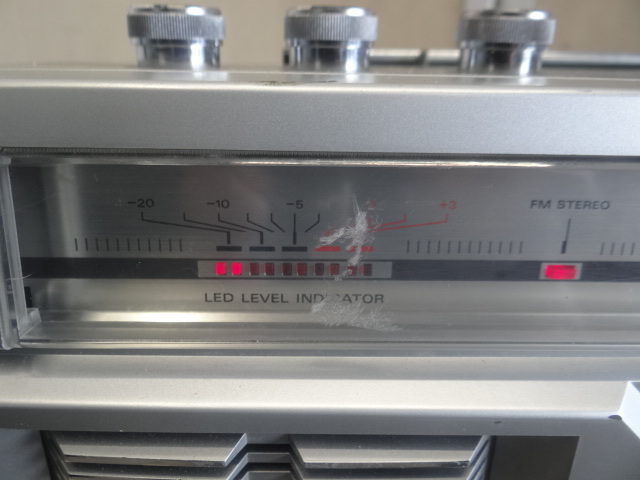 -20 -10 -5 +3
FM STEREO
LED LEVEL INDICATOR